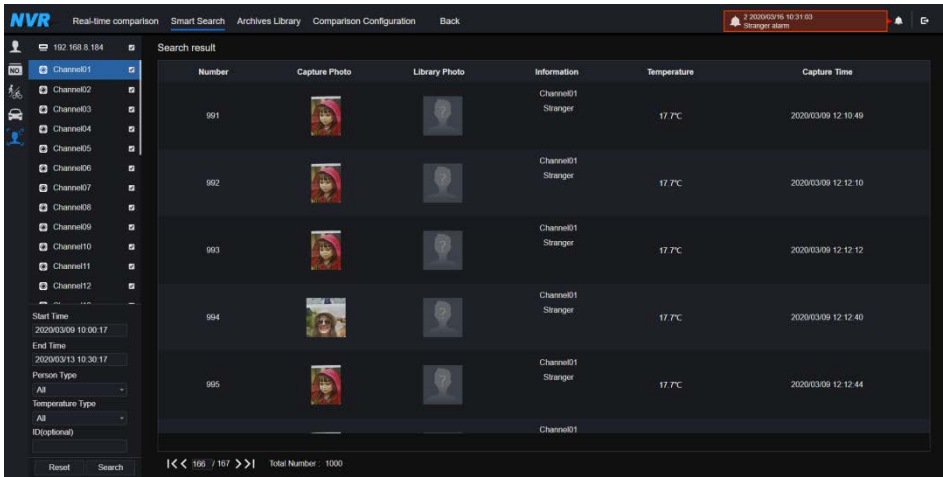 NVR Real-time comparison Smart Search Archives Library Comparison Configuration Back
2 2020/03/16 10:31:03
Stranger alarm
192.168.8.184
NO.
Channel01
Channel02
Channel03
Channel04
Channel05
Channel06
Channel07
Channel08
Channel09
Channel10
Channel11
Channel12
Start Time
2020/03/09 10:00:17
End Time
2020/03/13 10:30:17
Person Type
All
Temperature Type
All
ID(optional)
Reset Search
Search result
Number Capture Photo Library Photo Information Temperature Capture Time
Channel01
Stranger
991 ? 17.7℃ 2020/03/09 12:10:49
Channel01
Stranger
992 ? 17.7℃ 2020/03/09 12:12:10
Channel01
Stranger
993 ? 17.7℃ 2020/03/09 12:12:12
Channel01
Stranger
994 ? 17.7℃ 2020/03/09 12:12:40
Channel01
Stranger
995 ? 17.7℃ 2020/03/09 12:12:44
Channel01
166 / 167 Total Number : 1000